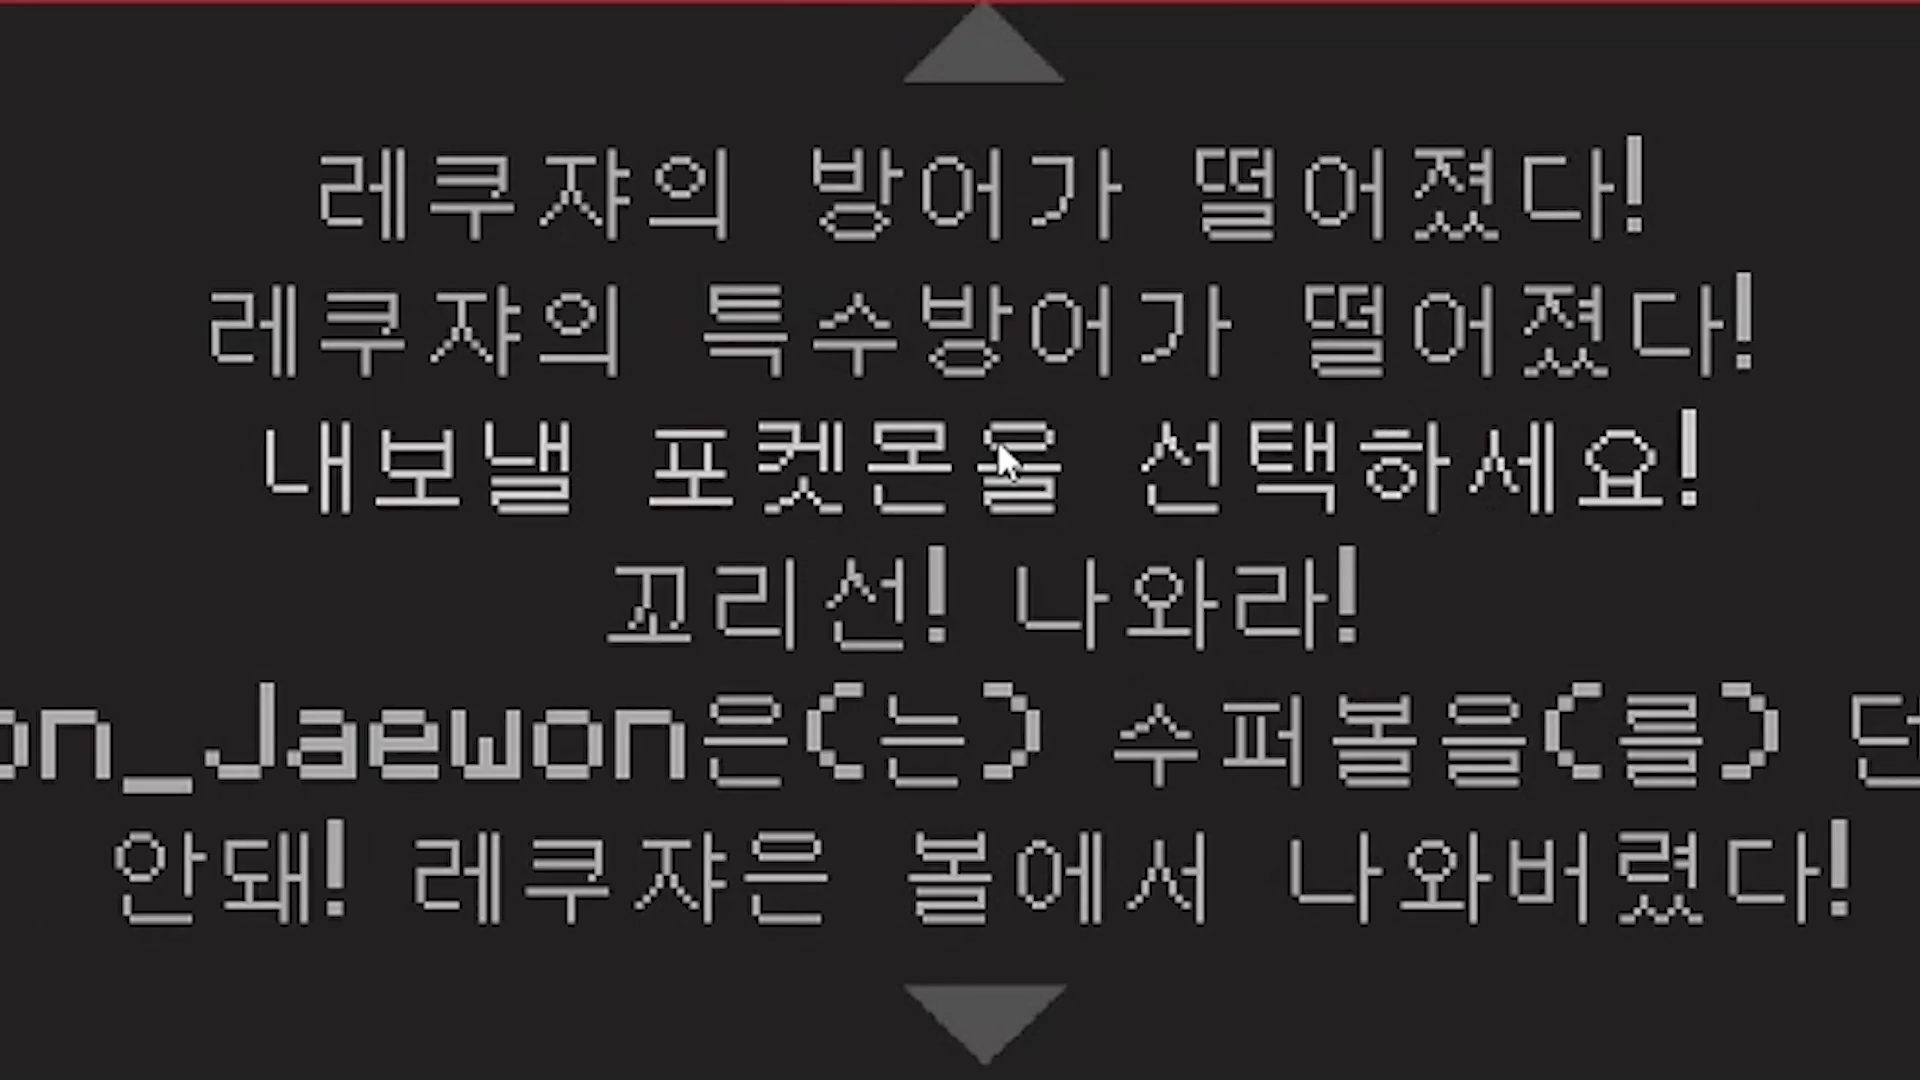 레쿠쟈의 방어가 떨어졌다!
레쿠쟈의 특수방어가 떨어졌다!
내보낼 포켓몬을 선택하세요!
꼬리선! 나와라!
on_Jaewon은(는) 수퍼볼을(를) 던
안돼! 레쿠쟈은 볼에서 나와버렸다!